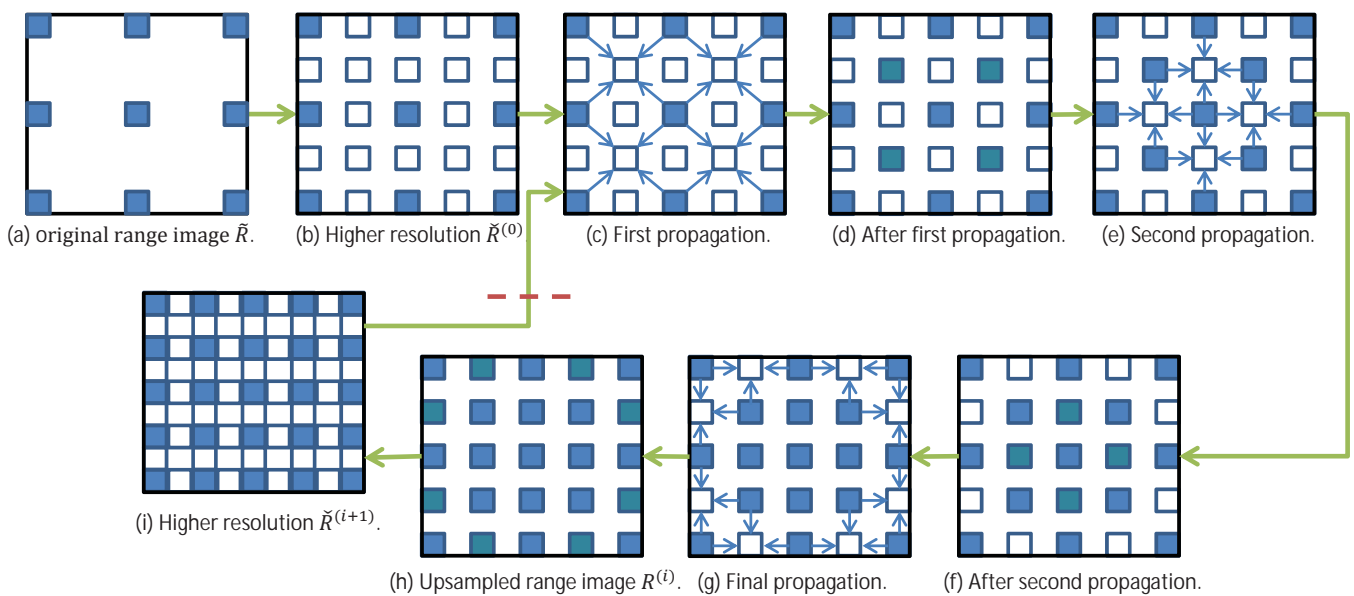 (a) original range image R̃.
(b) Higher resolution Ř⁽⁰⁾
(c) First propagation.
(d) After first propagation.
(e) Second propagation.
(i) Higher resolution Ř⁽ⁱ⁺¹⁾.
(h) Upsampled range image R⁽ⁱ⁾.
(g) Final propagation.
(f) After second propagation.